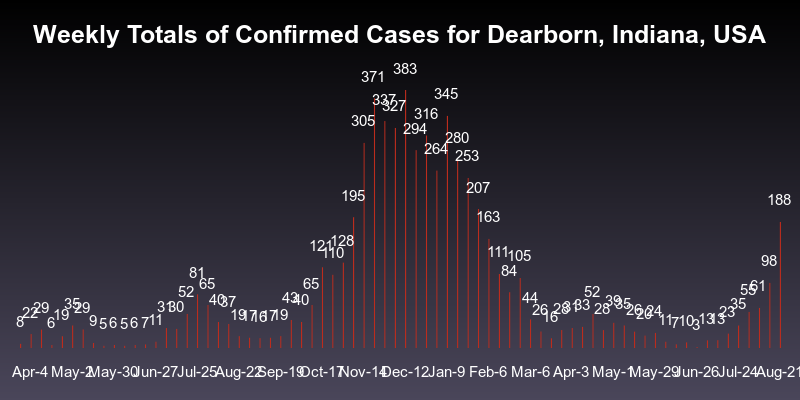 Weekly Totals of Confirmed Cases for Dearborn, Indiana, USA
8 22 29 6 19 35 29 9 5 6 5 6 7 11 31 30 52 81 65 40 37 19 17 16 17 19 43 40 65 121 110 128 195 305 371 337 327 383 294 316 264 345 280 253 207 163 111 84 105 44 26 16 28 31 33 52 28 39 35 26 20 24 11 7 10 3 13 13 23 35 55 61 98 188
Apr-4 May-2 May-30 Jun-27 Jul-25 Aug-22 Sep-19 Oct-17 Nov-14 Dec-12 Jan-9 Feb-6 Mar-6 Apr-3 May-1 May-29 Jun-26 Jul-24 Aug-21